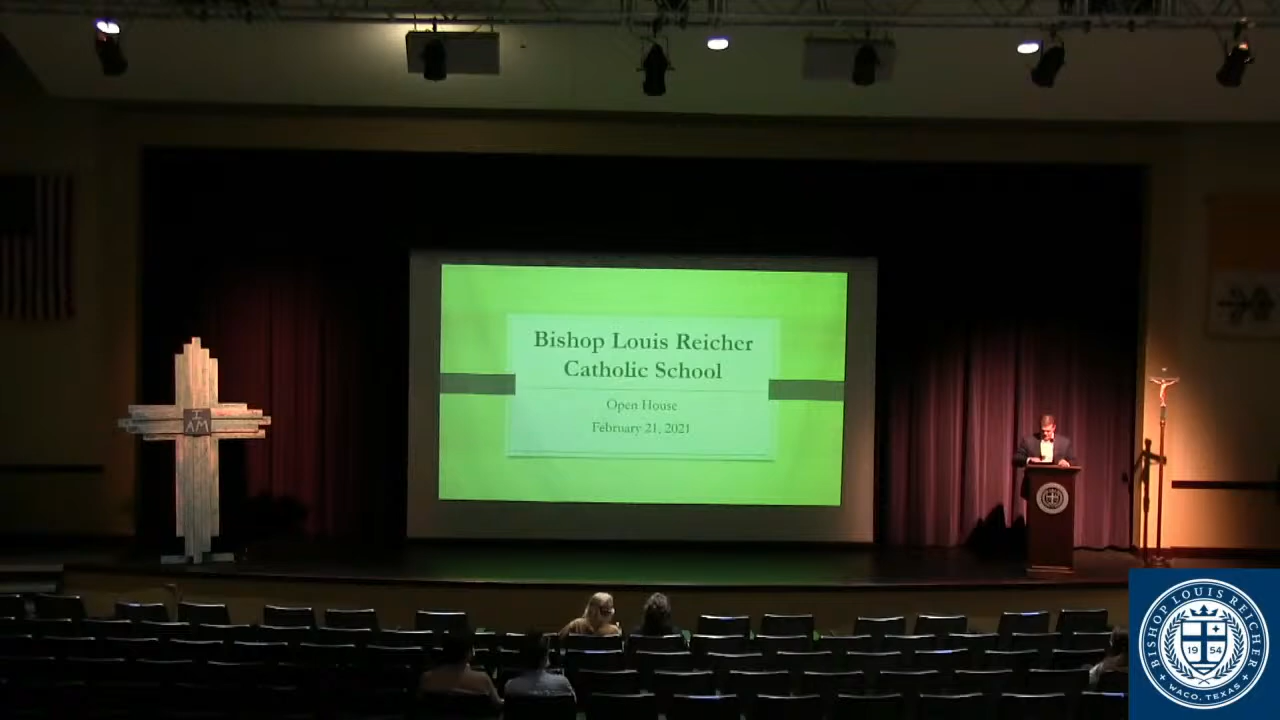 Bishop Louis Reicher
Catholic School
Open House
February 21, 2021
I
AM
BISHOP LOUIS REICHER
19 54
WACO, TEXAS